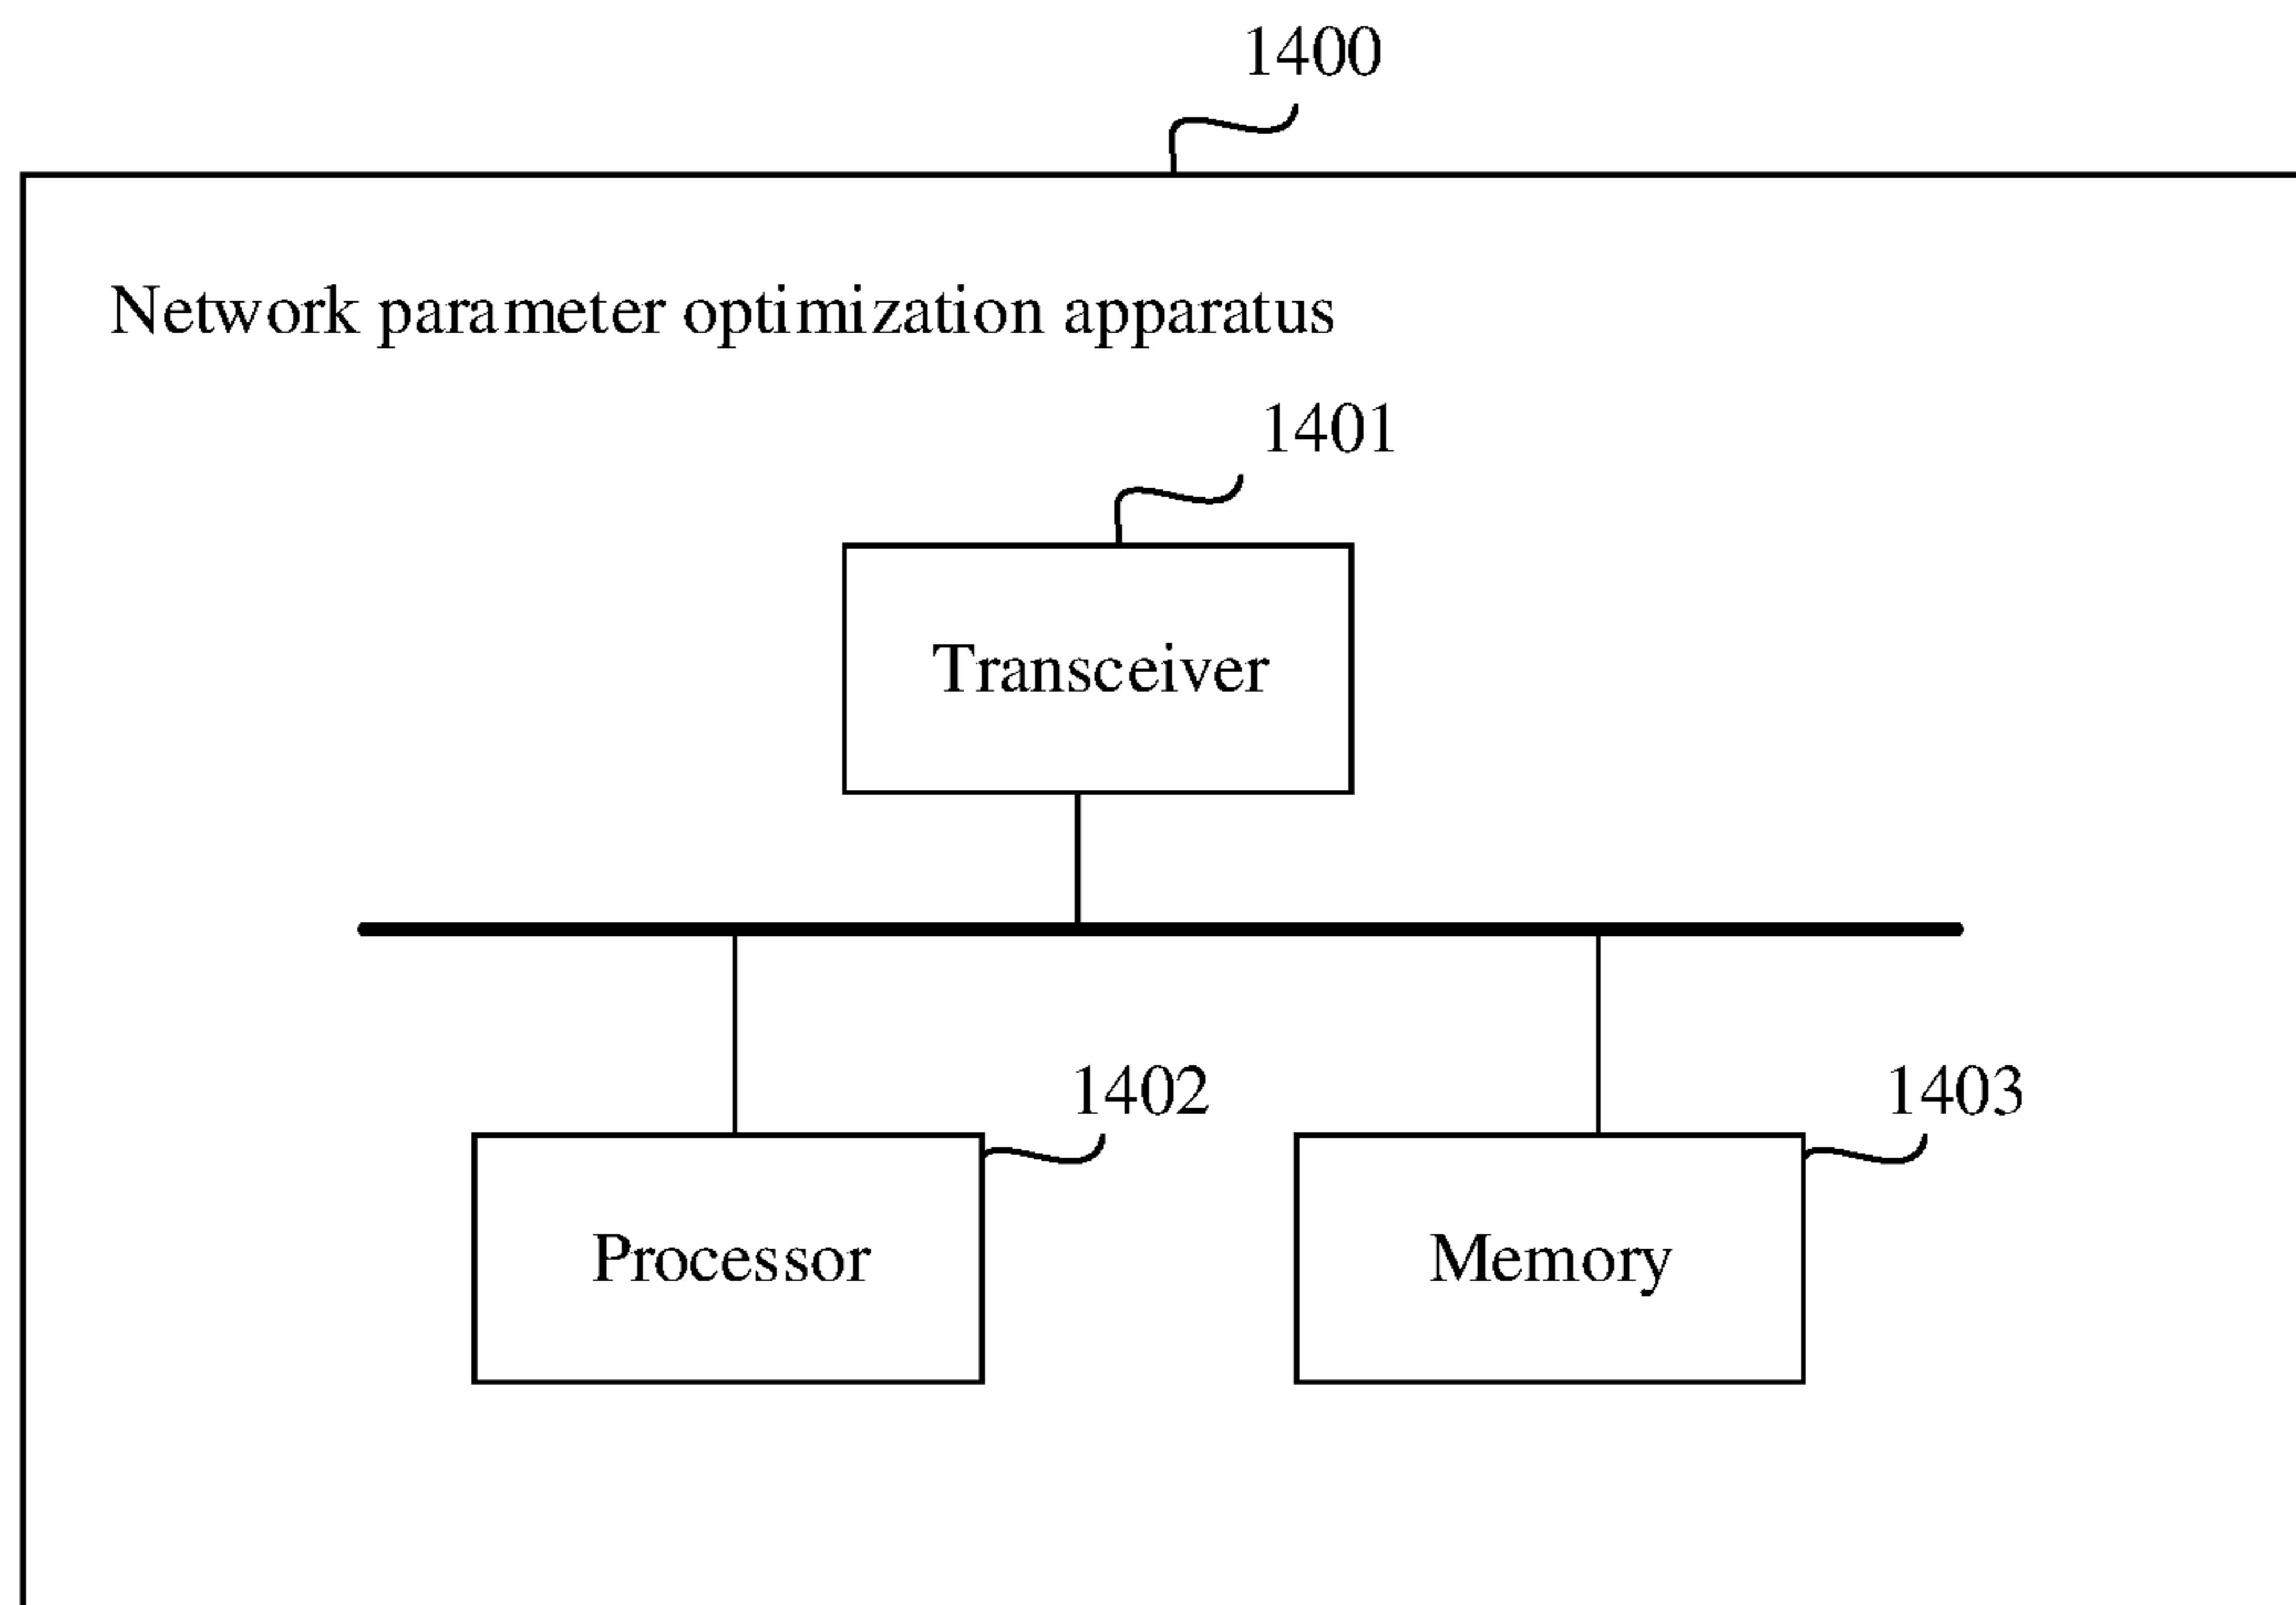 1400
Network parameter optimization apparatus
1401
Transceiver
1402
1403
Processor
Memory